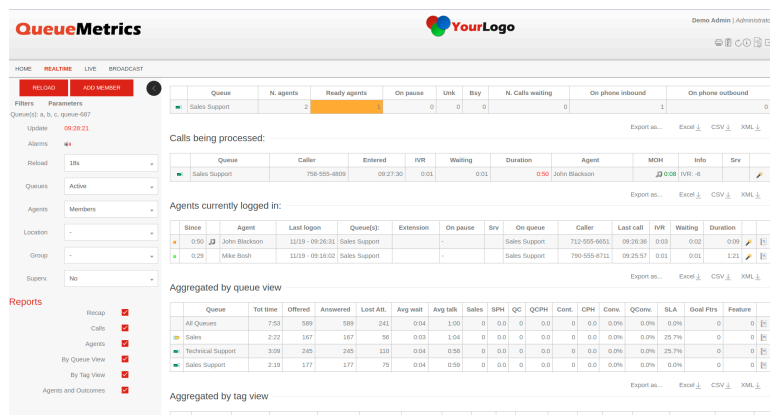 QueueMetrics
YourLogo
Demo Admin | Administrato
HOME REALTIME LIVE BROADCAST
RELOAD ADD MEMBER
Filters Parameters
Queue(s): a, b, c, queue-687
Update 09:28:21
Alarms
Reload 18s
Queues Active
Agents Members
Location -
Group -
Superv. No
Reports
Recap
Calls
Agents
By Queue View
By Tag View
Agents and Outcomes
Queue N. agents Ready agents On pause Unk Bsy N. Calls waiting On phone inbound On phone outbound
Sales Support 2 1 0 0 0 0 1 0
Export as... Excel CSV XML
Calls being processed:
Queue Caller Entered IVR Waiting Duration Agent MOH Info Srv
Sales Support 758-555-4809 09:27:30 0:01 0:01 0:50 John Blackson 0:08 IVR: -6
Export as... Excel CSV XML
Agents currently logged in:
Since Agent Last logon Queue(s): Extension On pause Srv On queue Caller Last call IVR Waiting Duration
0:50 John Blackson 11/19 - 09:26:31 Sales Support - Sales Support 712-555-6651 09:26:36 0:03 0:02 0:09
0:29 Mike Bosh 11/19 - 09:16:02 Sales Support - Sales Support 790-555-8711 09:25:57 0:01 0:01 1:21
Export as... Excel CSV XML
Aggregated by queue view
Queue Tot time Offered Answered Lost Att. Avg wait Avg talk Sales SPH QC QCPH Cont. CPH Conv. QConv. SLA Goal Ptrs Feature
All Queues 7:53 589 589 241 0:04 1:00 0 0.0 0 0.0 0 0.0 0.0% 0.0% 0.0% 0 0
Sales 2:22 167 167 56 0:03 1:04 0 0.0 0 0.0 0 0.0 0.0% 0.0% 25.7% 0 0
Technical Support 3:09 245 245 110 0:04 0:58 0 0.0 0 0.0 0 0.0 0.0% 0.0% 25.7% 0 0
Sales Support 2:19 177 177 75 0:04 0:59 0 0.0 0 0.0 0 0.0 0.0% 0.0% 0.0% 0 0
Export as... Excel CSV XML
Aggregated by tag view